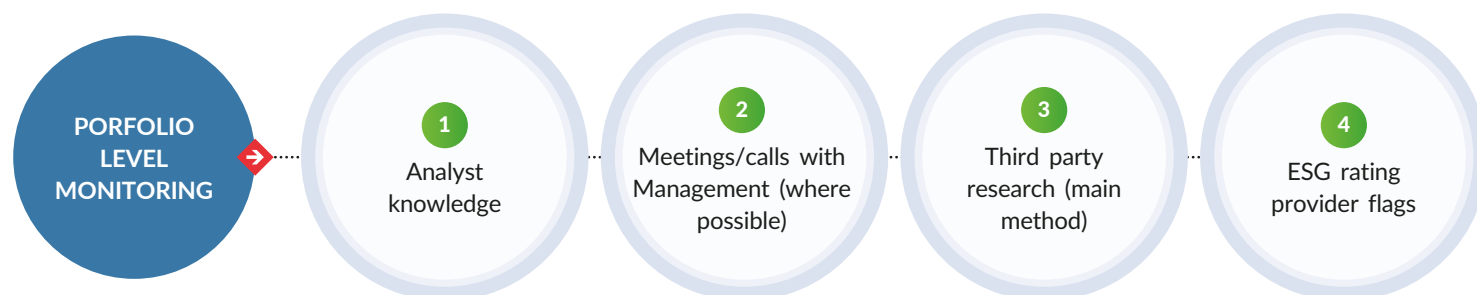 PORFOLIO
LEVEL
MONITORING
1
Analyst
knowledge
2
Meetings/calls with
Management (where
possible)
3
Third party
research (main
method)
4
ESG rating
provider flags